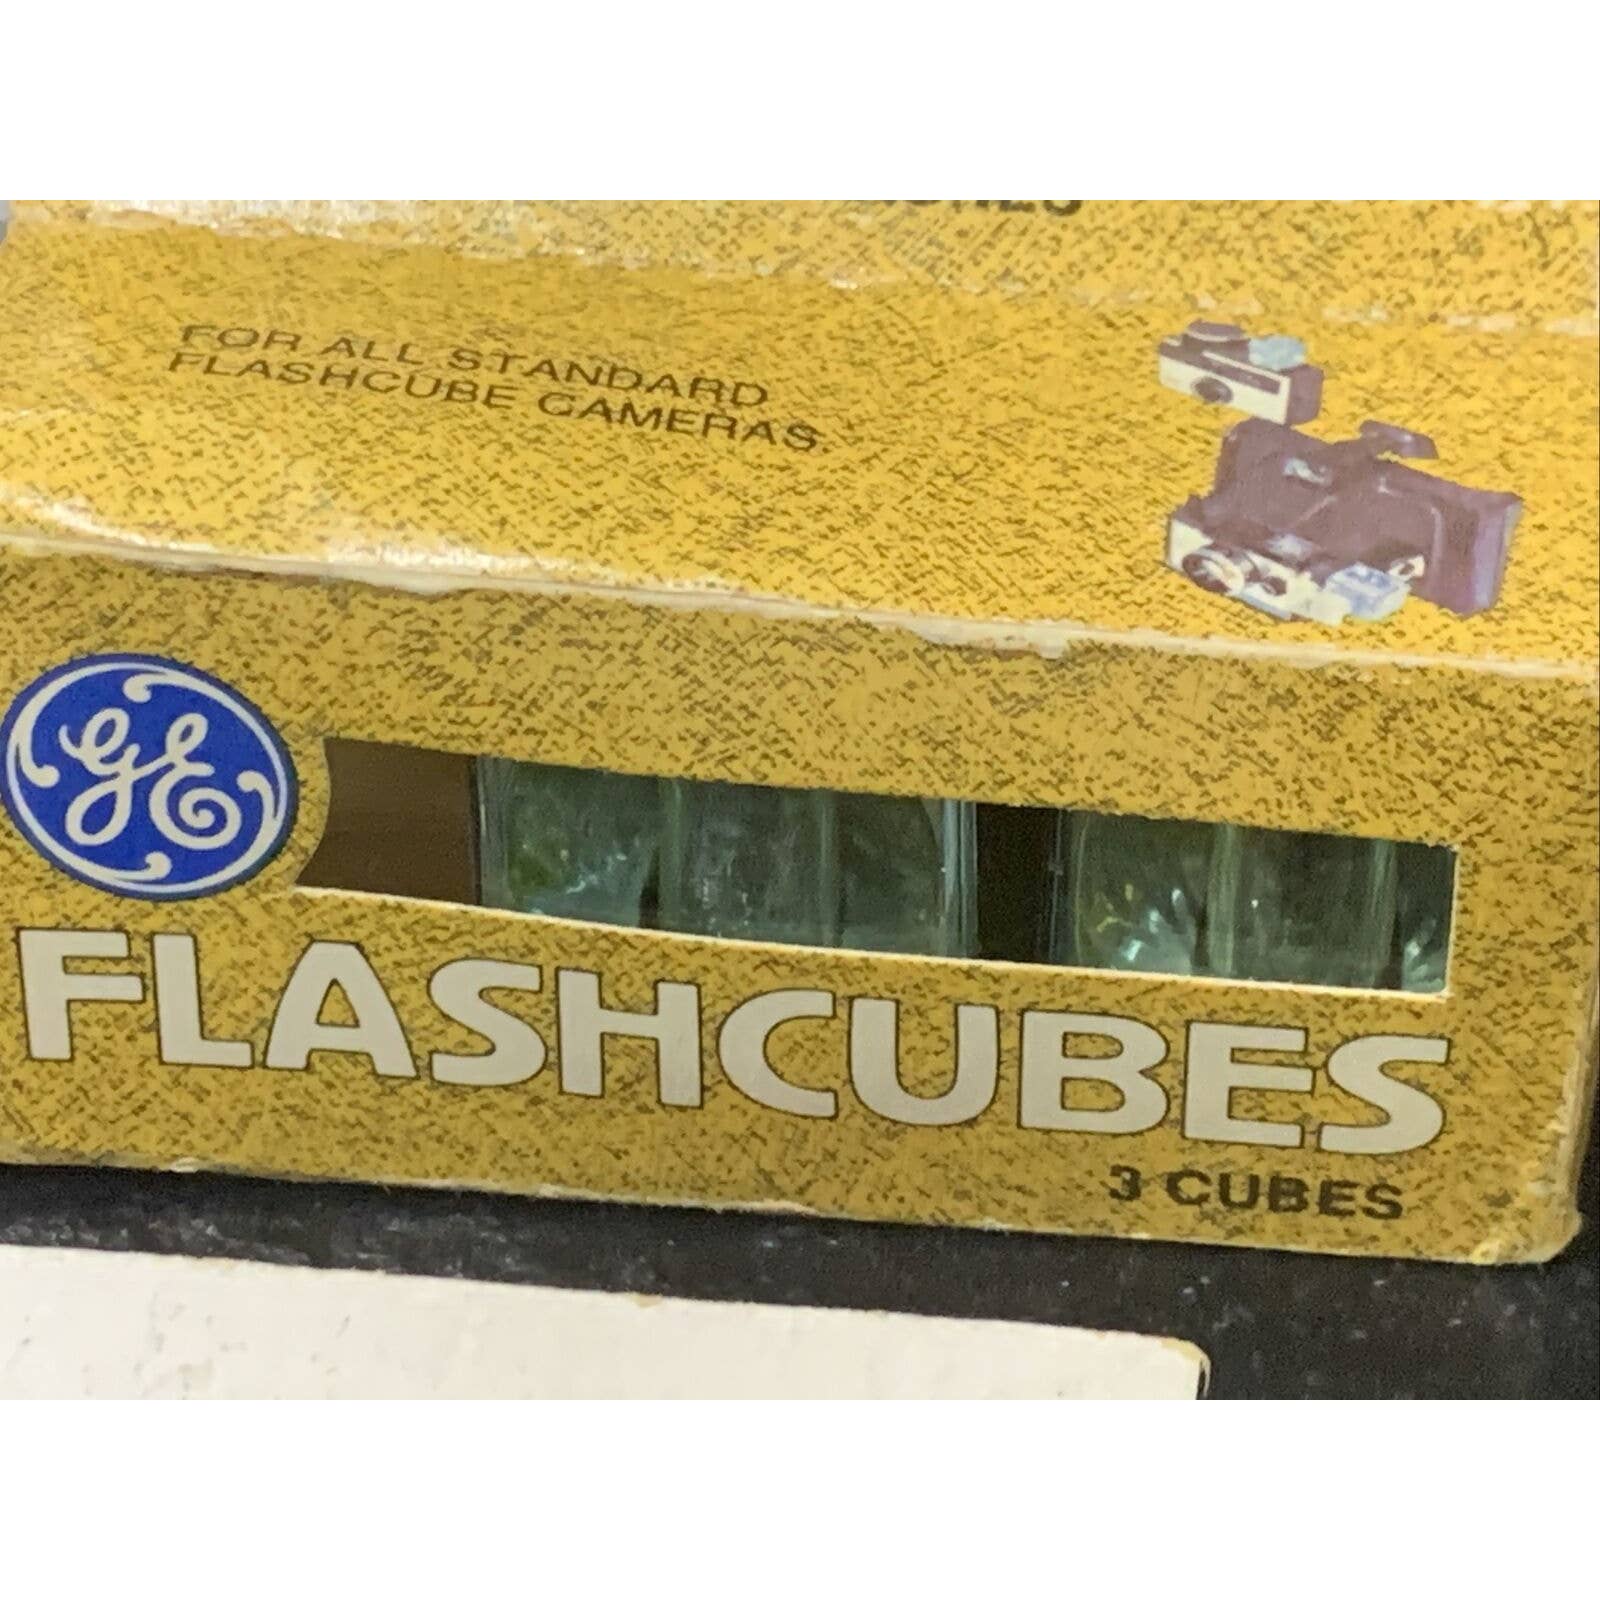 FOR ALL STANDARD
FLASHCUBE CAMERAS
GE
FLASHCUBES
3 CUBES